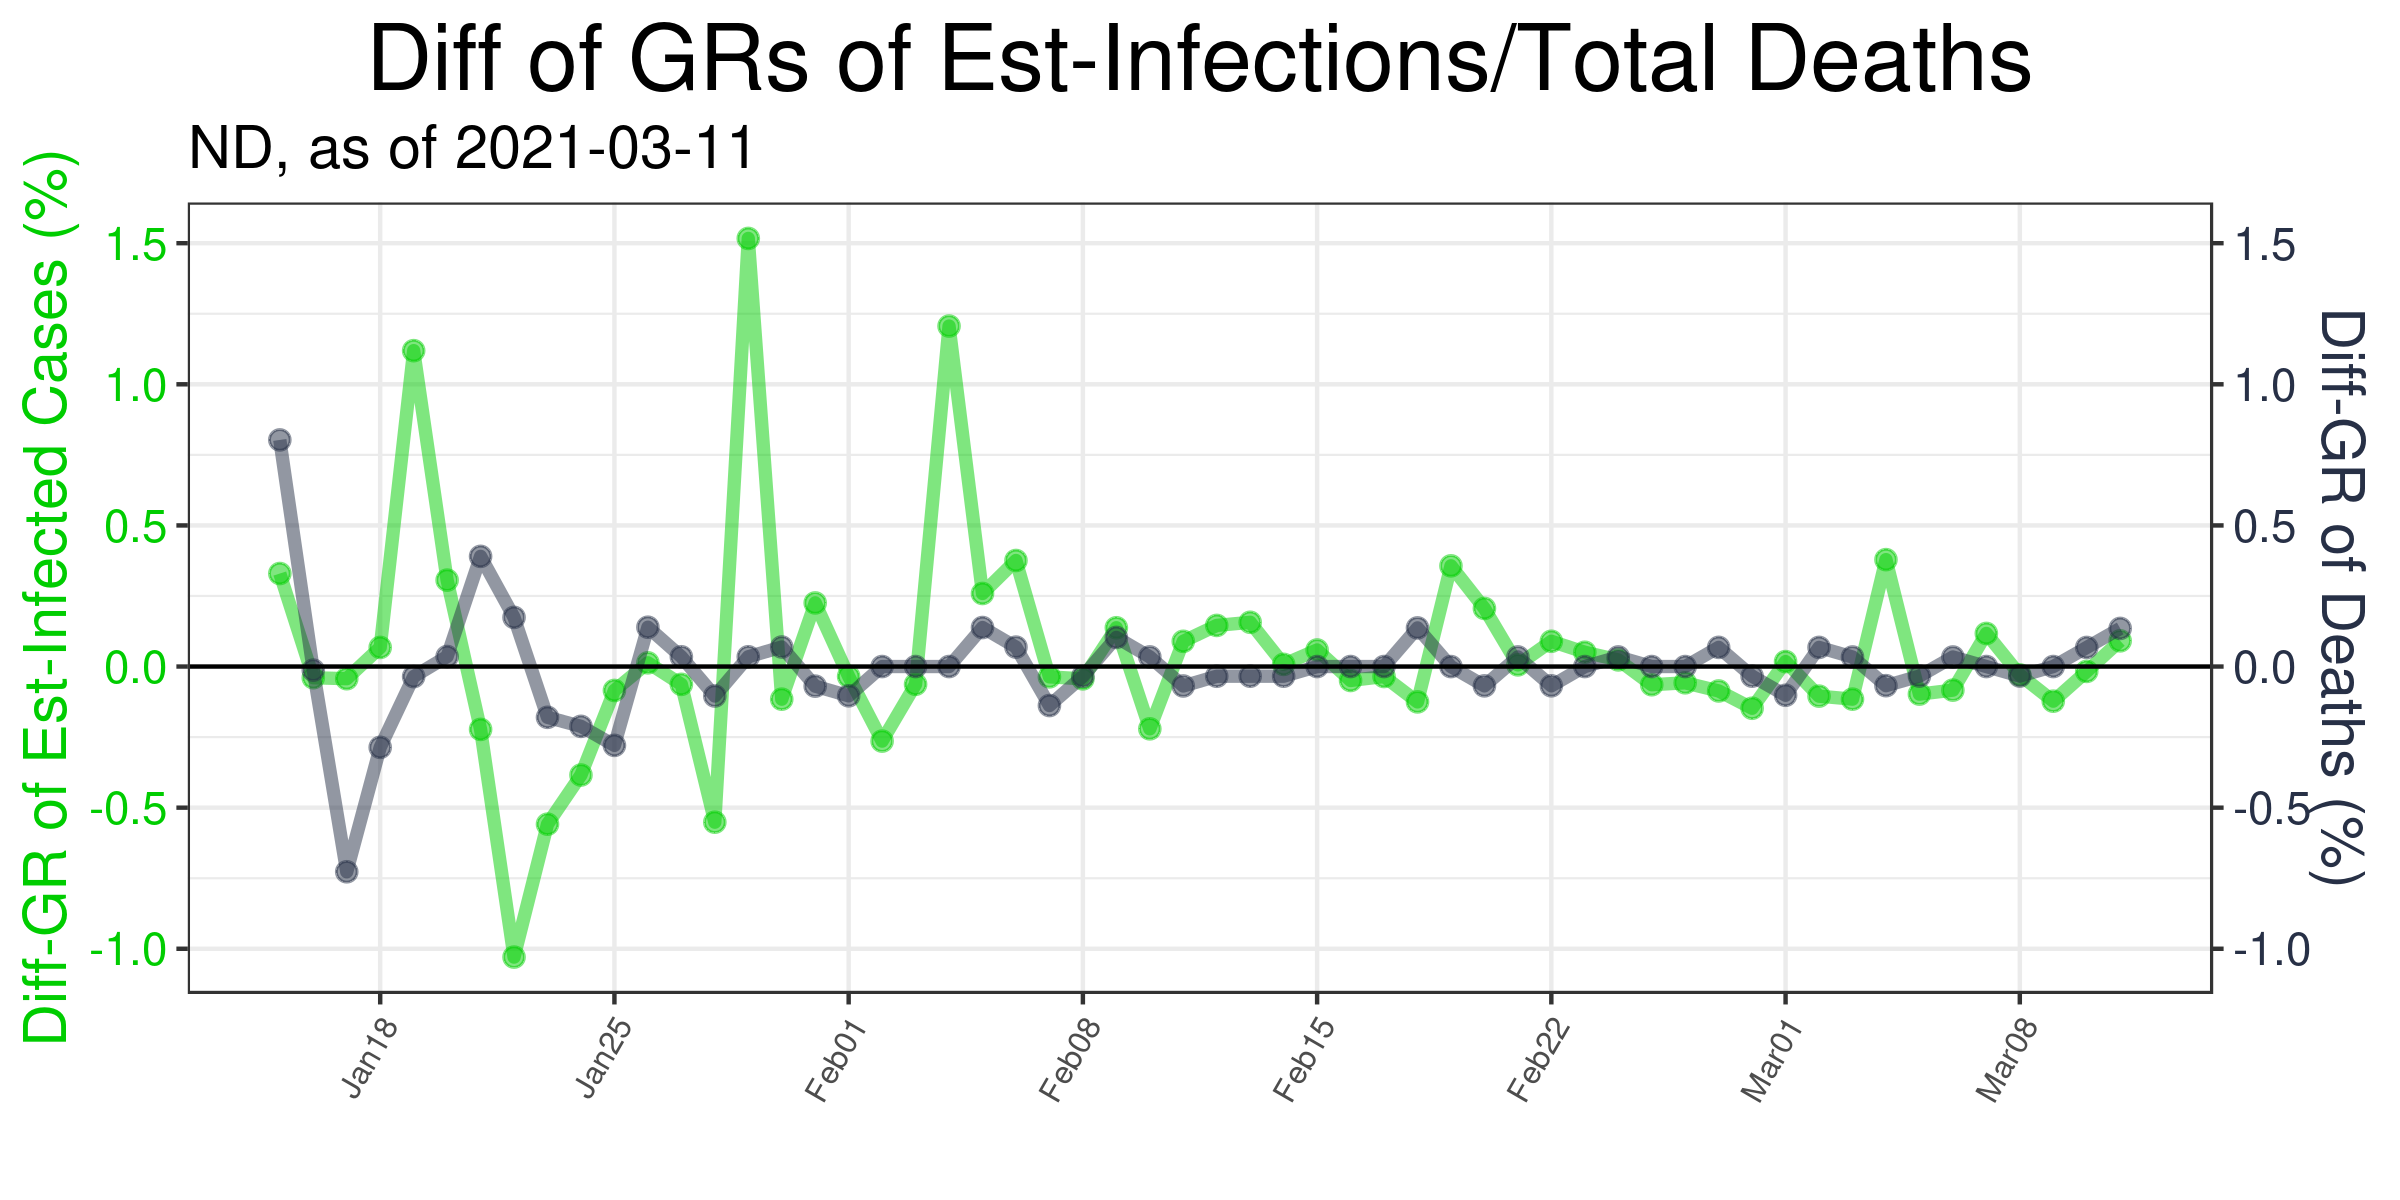 Diff of GRs of Est-Infections/Total Deaths
ND, as of 2021-03-11
Diff-GR of Est-Infected Cases (%)
1.5
1.0
0.5
0.0
-0.5
-1.0
1.5
1.0
0.5
0.0
-0.5
-1.0
Diff-GR of Deaths (%)
Jan18
Jan25
Feb01
Feb08
Feb15
Feb22
Mar01
Mar08